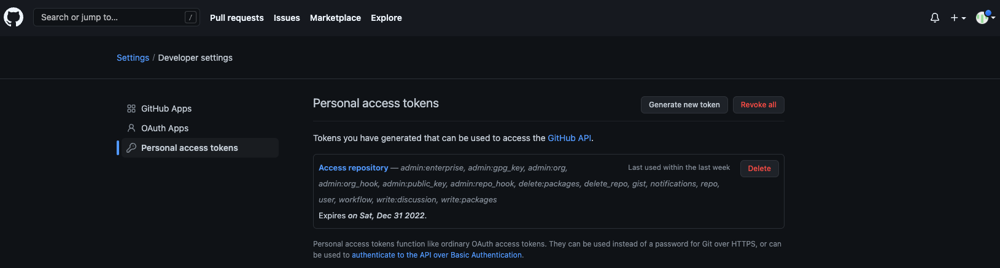 Search or jump to... /
Pull requests Issues Marketplace Explore
Settings / Developer settings
GitHub Apps
OAuth Apps
Personal access tokens
Personal access tokens
Generate new token
Revoke all
Tokens you have generated that can be used to access the GitHub API.
Access repository — admin:enterprise, admin:gpg_key, admin:org,
Last used within the last week
Delete
admin:org_hook, admin:public_key, admin:repo_hook, delete:packages, delete_repo, gist, notifications, repo,
user, workflow, write:discussion, write:packages
Expires on Sat, Dec 31 2022.
Personal access tokens function like ordinary OAuth access tokens. They can be used instead of a password for Git over HTTPS, or can
be used to authenticate to the API over Basic Authentication.